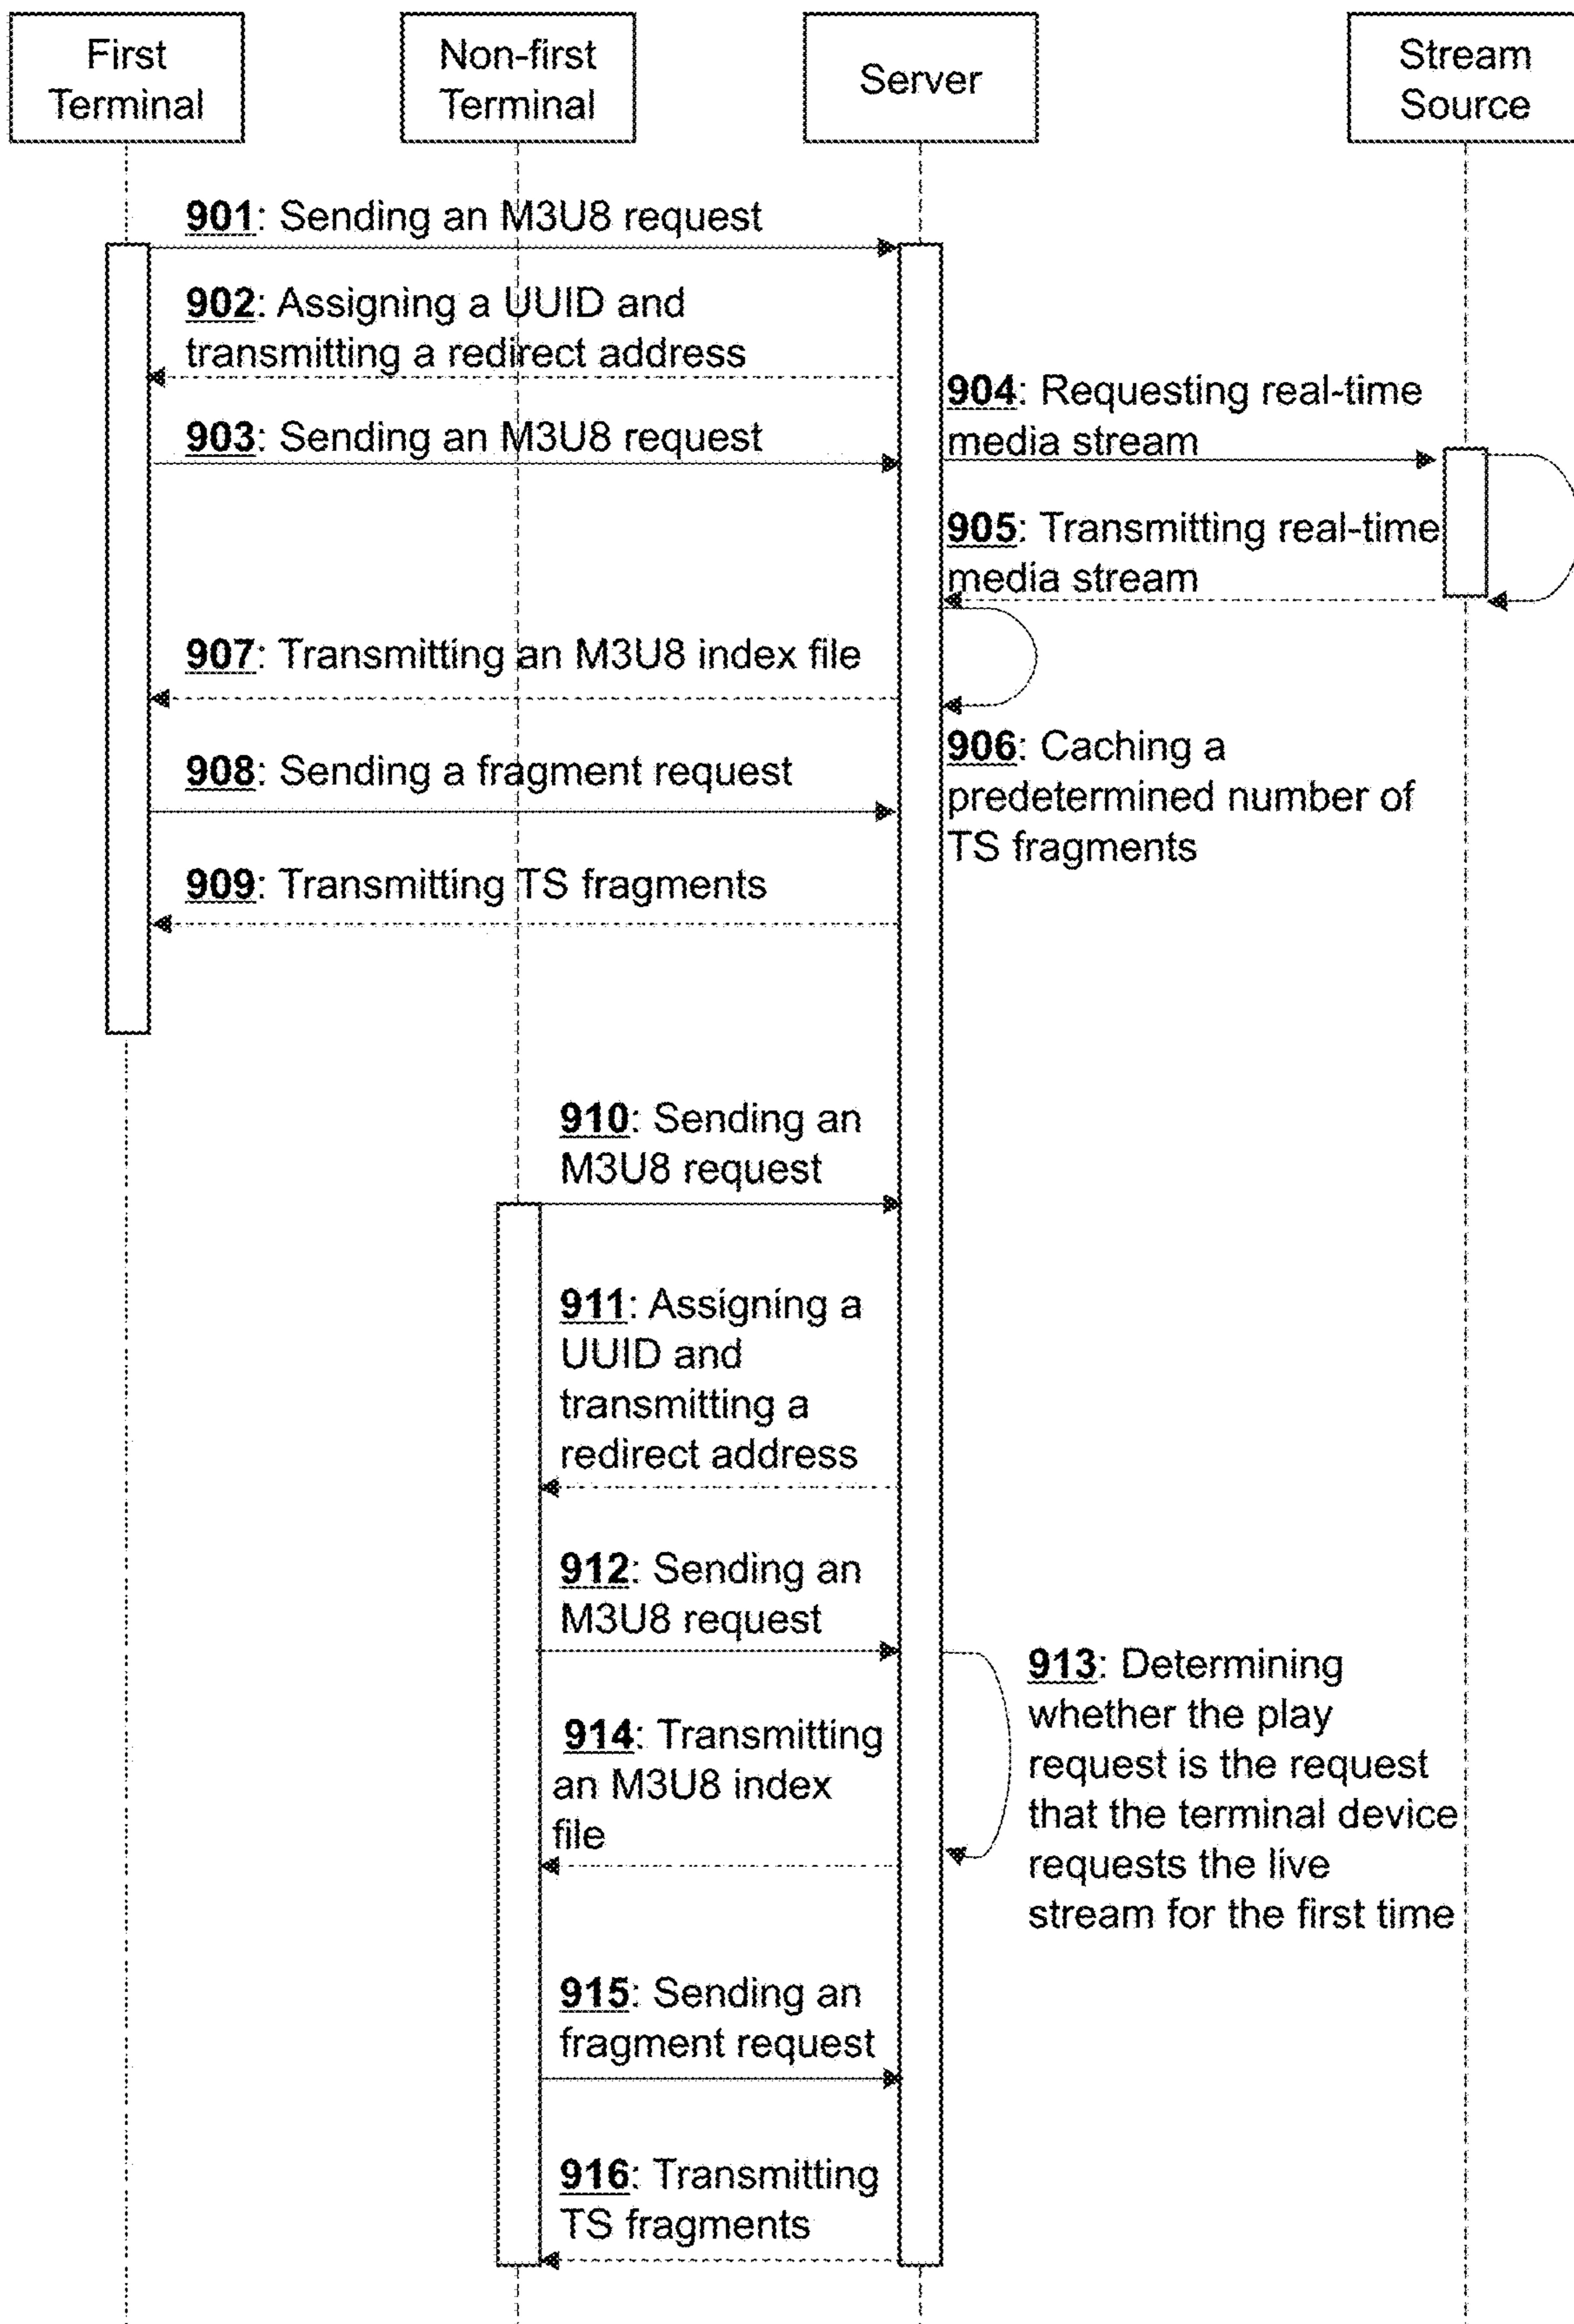 First
Terminal
Non-first
Terminal
Server
Stream
Source
901: Sending an M3U8 request
902: Assigning a UUID and
transmitting a redirect address
903: Sending an M3U8 request
904: Requesting real-time
media stream
905: Transmitting real-time
media stream
907: Transmitting an M3U8 index file
906: Caching a
predetermined number of
TS fragments
908: Sending a fragment request
909: Transmitting TS fragments
910: Sending an
M3U8 request
911: Assigning a
UUID and
transmitting a
redirect address
912: Sending an
M3U8 request
913: Determining
whether the play
request is the request
that the terminal device
requests the live
stream for the first time
914: Transmitting
an M3U8 index
file
915: Sending an
fragment request
916: Transmitting
TS fragments